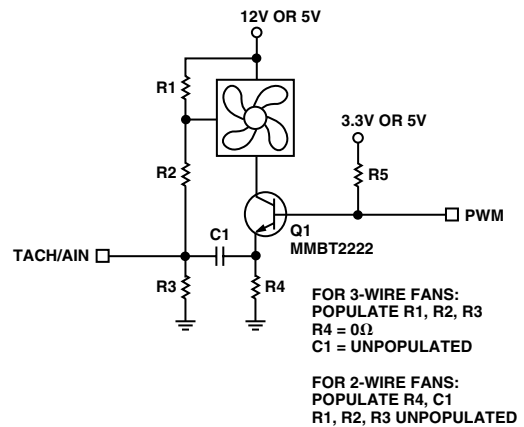 12V OR 5V
R1
3.3V OR 5V
R2
R5
PWM
Q1
MMBT2222
C1
TACH/AIN
R3
R4
FOR 3-WIRE FANS:
POPULATE R1, R2, R3
R4 = 0Ω
C1 = UNPOPULATED
FOR 2-WIRE FANS:
POPULATE R4, C1
R1, R2, R3 UNPOPULATED